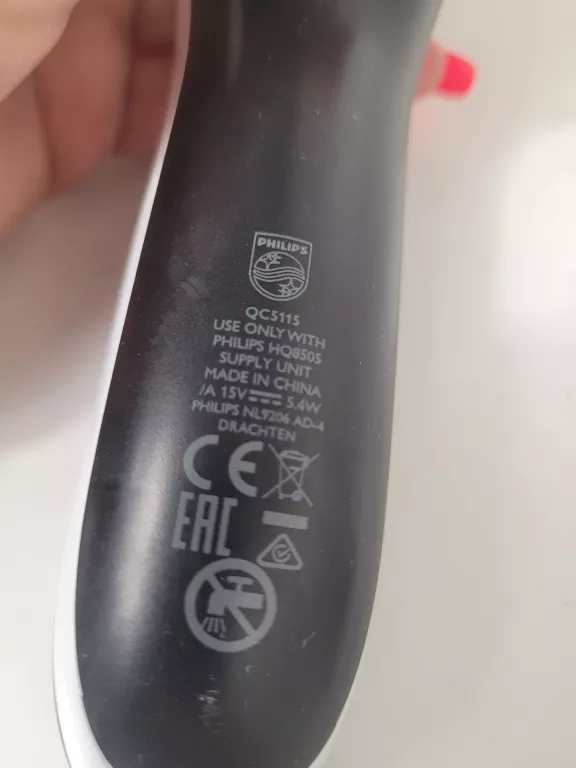 PHILIPS
QC5115
USE ONLY WITH
PHILIPS HQ8505
SUPPLY UNIT
MADE IN CHINA
/A 15V⎓5.4W
PHILIPS NL9206 AD-4
DRACHTEN
CE
EAC